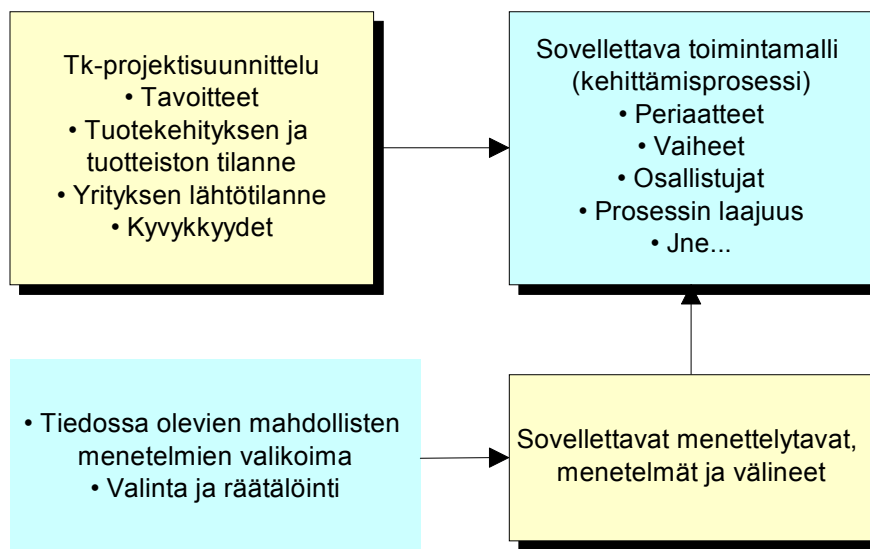 Tk-projektisuunnittelu
• Tavoitteet
• Tuotekehityksen ja
tuotteiston tilanne
• Yrityksen lähtötilanne
• Kyvykkyydet
Sovellettava toimintamalli
(kehittämisprosessi)
• Periaatteet
• Vaiheet
• Osallistujat
• Prosessin laajuus
• Jne...
• Tiedossa olevien mahdollisten
menetelmien valikoima
• Valinta ja räätälöinti
Sovellettavat menettelytavat,
menetelmät ja välineet